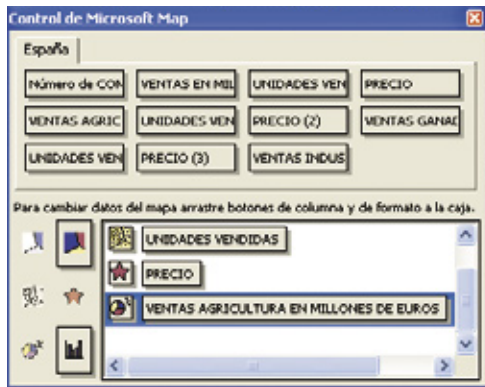 Control de Microsoft Map
España
Número de CON VENTAS EN MIL UNIDADES VEN PRECIO
VENTAS AGRIC UNIDADES VEN PRECIO (2) VENTAS GANAD
UNIDADES VEN PRECIO (3) VENTAS INDUS
Para cambiar datos del mapa arrastre botones de columna y de formato a la caja.
UNIDADES VENDIDAS
PRECIO
VENTAS AGRICULTURA EN MILLONES DE EUROS